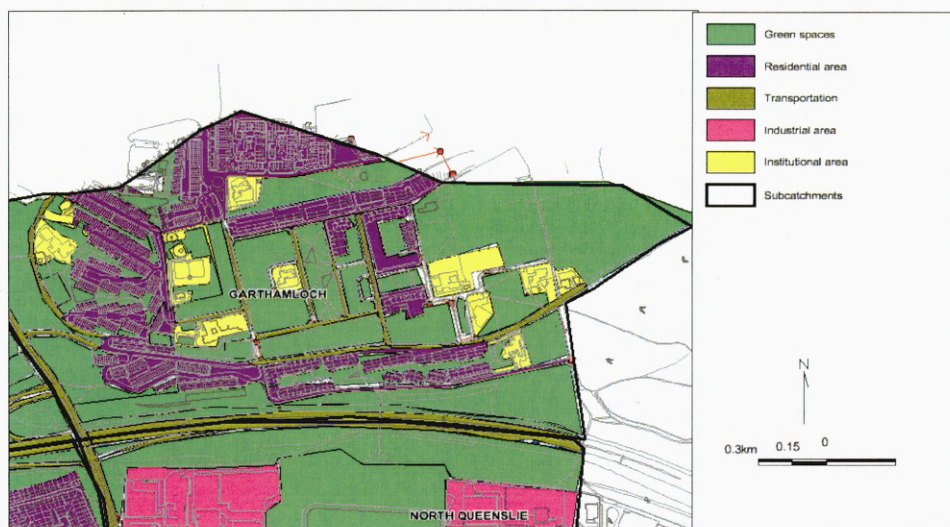 Green spaces
Residential area
Transportation
Industrial area
Institutional area
Subcatchments
GARTHAMLOCH
N
0.3km 0.15 0
NORTH QUEENSLIE